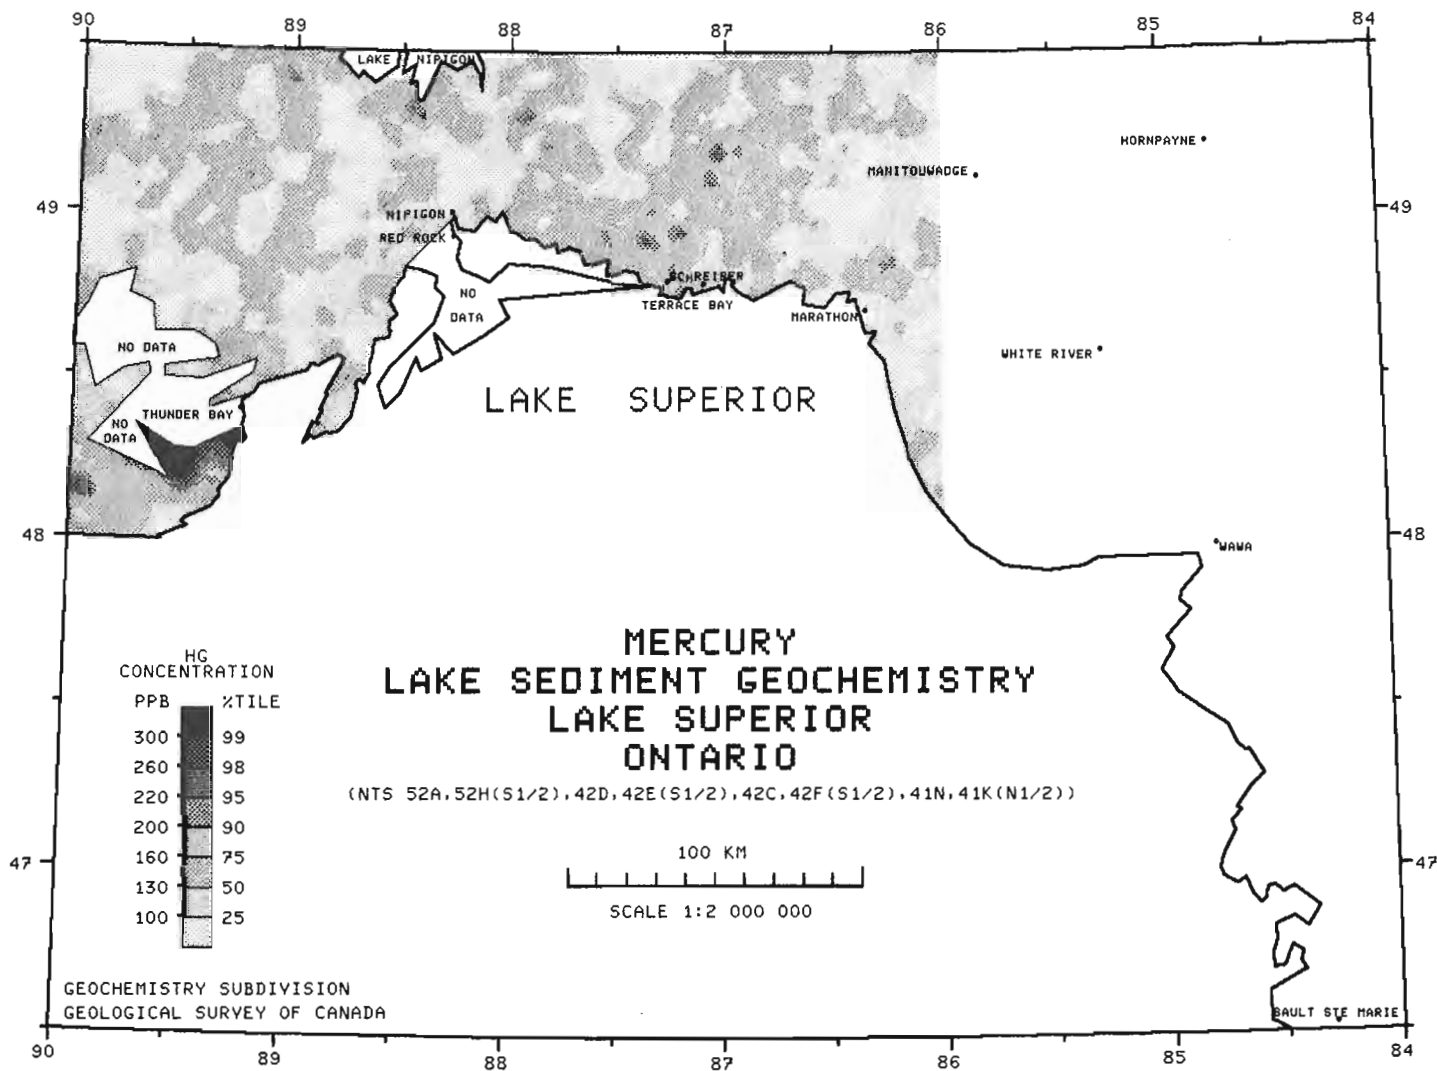 90 89 88 87 86 85 84
LAKE NIPIGON
HORNPAYNE
MANITOUWADGE
49 49
NIPIGON
RED ROCK
SCHREIBER
NO
DATA
TERRACE BAY
MARATHON
NO DATA
WHITE RIVER
LAKE SUPERIOR
THUNDER BAY
NO
DATA
48 48
WAWA
MERCURY
LAKE SEDIMENT GEOCHEMISTRY
LAKE SUPERIOR
ONTARIO
(NTS 52A,52H(S1/2),42D,42E(S1/2),42C,42F(S1/2),41N,41K(N1/2))
HG
CONCENTRATION
PPB %TILE
300 99
260 98
220 95
200 90
160 75
130 50
100 25
100 KM
SCALE 1:2 000 000
47 47
GEOCHEMISTRY SUBDIVISION
GEOLOGICAL SURVEY OF CANADA
SAULT STE MARIE
90 89 88 87 86 85 84